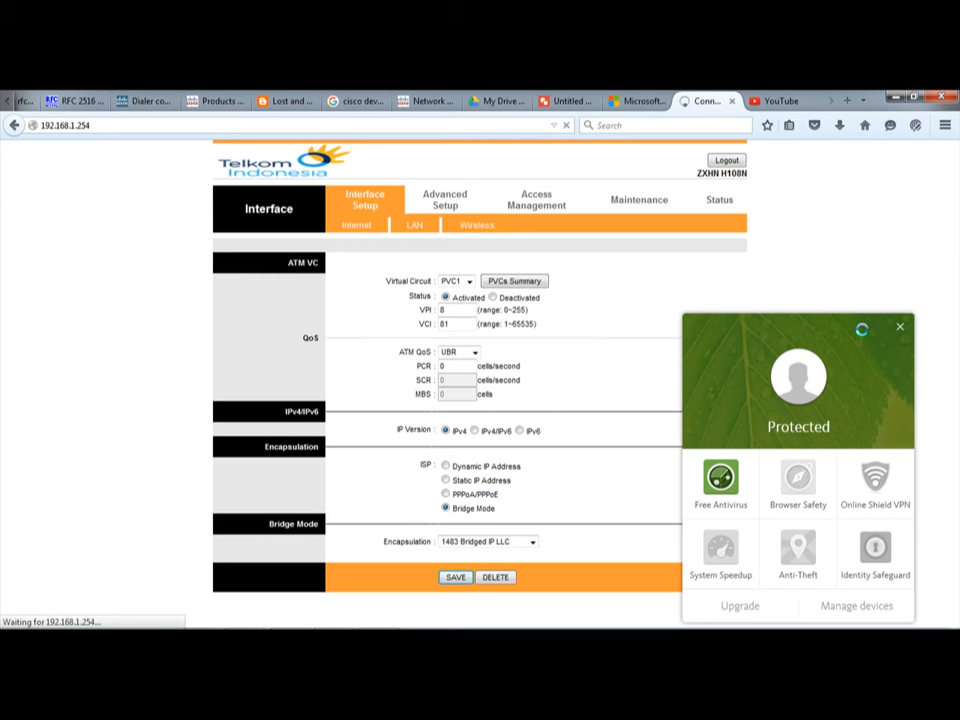 rfc... RFC 2516 ... Dialer co... Products ... Lost and ... cisco dev... Network ... My Drive ... Untitled ... Microsoft... Conn... YouTube
192.168.1.254 Search
Telkom Indonesia
Logout
ZXHN H108N
Interface
Interface Setup Advanced Setup Access Management Maintenance Status
Internet LAN Wireless
ATM VC
Virtual Circuit : PVC1 PVCs Summary
Status : Activated Deactivated
VPI : 8 (range: 0~255)
VCI : 81 (range: 1~65535)
QoS
ATM QoS : UBR
PCR : 0 cells/second
SCR : 0 cells/second
MBS : 0 cells
IPv4/IPv6
IP Version : IPv4 IPv4/IPv6 IPv6
Encapsulation
ISP : Dynamic IP Address
Static IP Address
PPPoA/PPPoE
Bridge Mode
Bridge Mode
Encapsulation : 1483 Bridged IP LLC
SAVE DELETE
Protected
Free Antivirus Browser Safety Online Shield VPN
System Speedup Anti-Theft Identity Safeguard
Upgrade Manage devices
Waiting for 192.168.1.254...